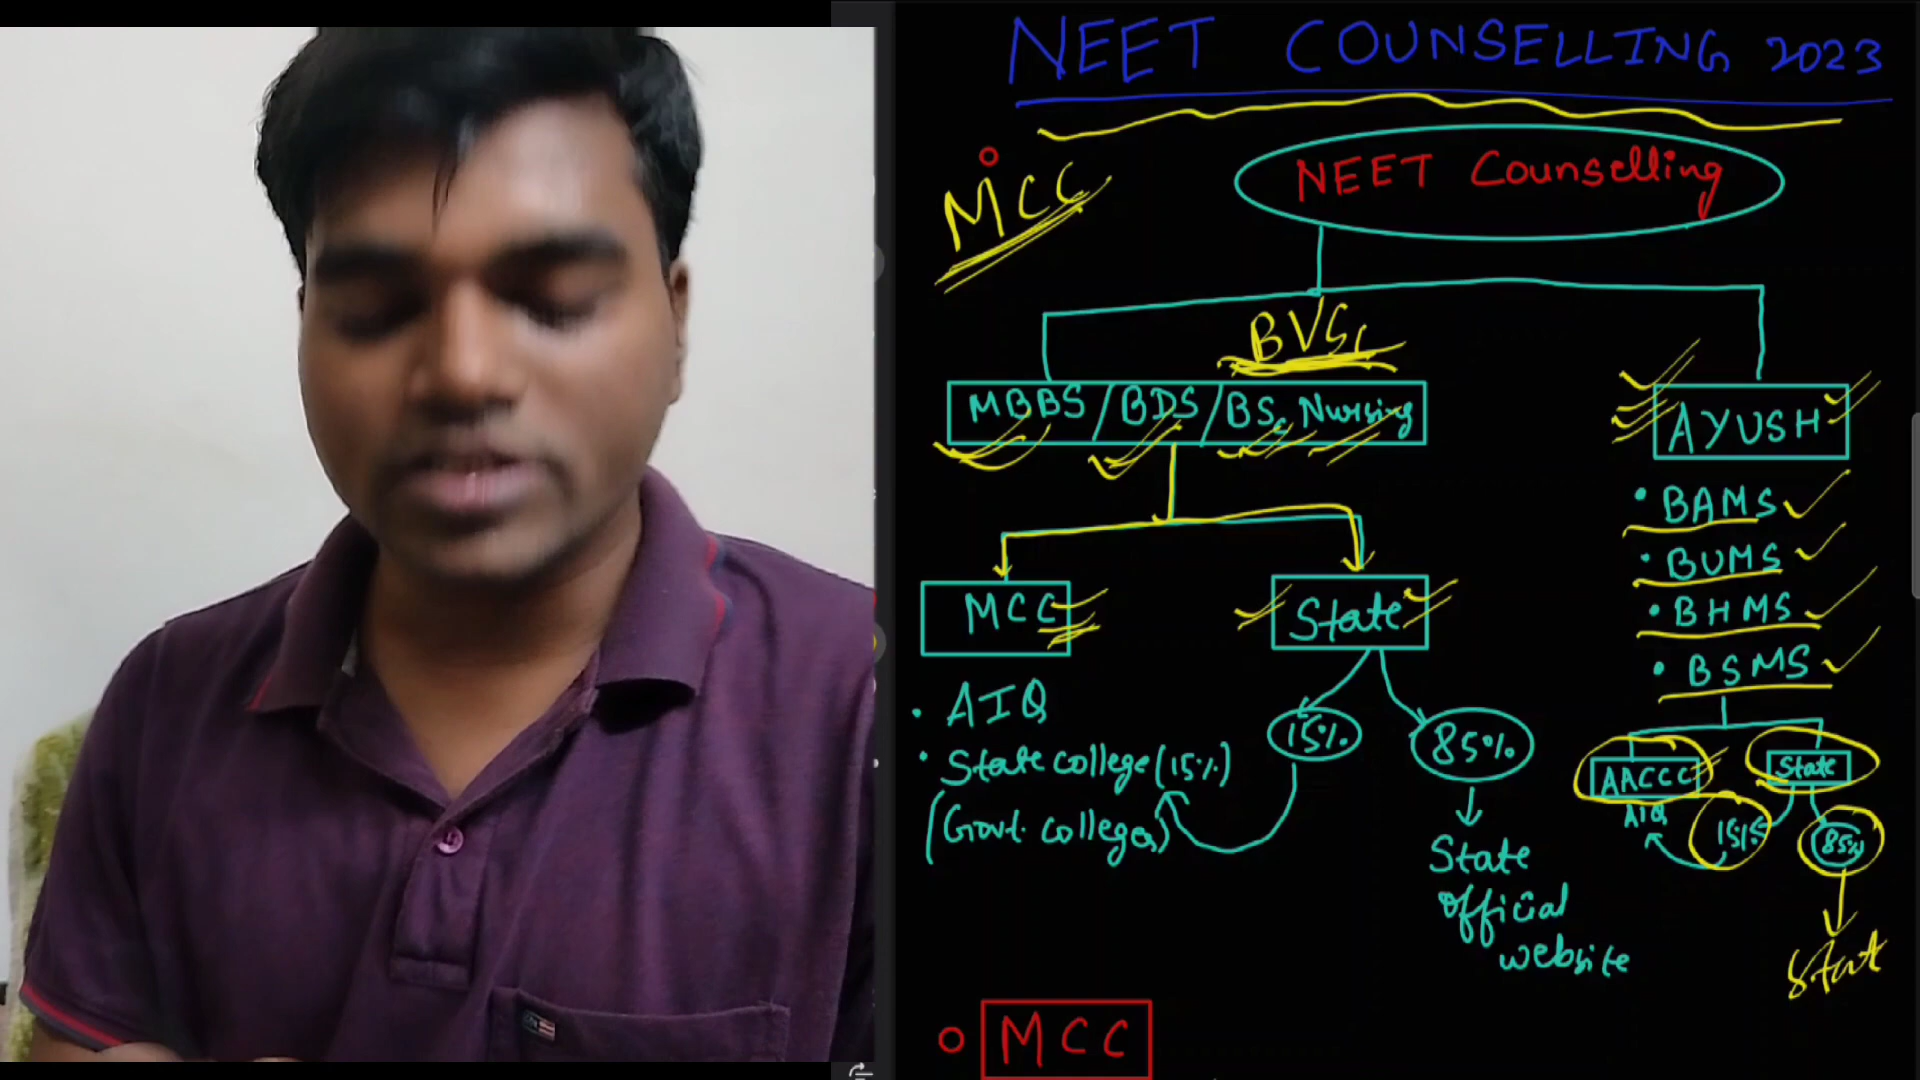 NEET COUNSELLING 2023
MCC
NEET Counselling
BVSc
MBBS / BDS / BSc Nursing
AYUSH
• BAMS
• BUMS
• BHMS
• BSMS
MCC
State
• AIQ
• State college (15%)
(Govt. colleges)
15%
85%
State
official
website
AACCC
State
AIQ
15%
85%
State
MCC